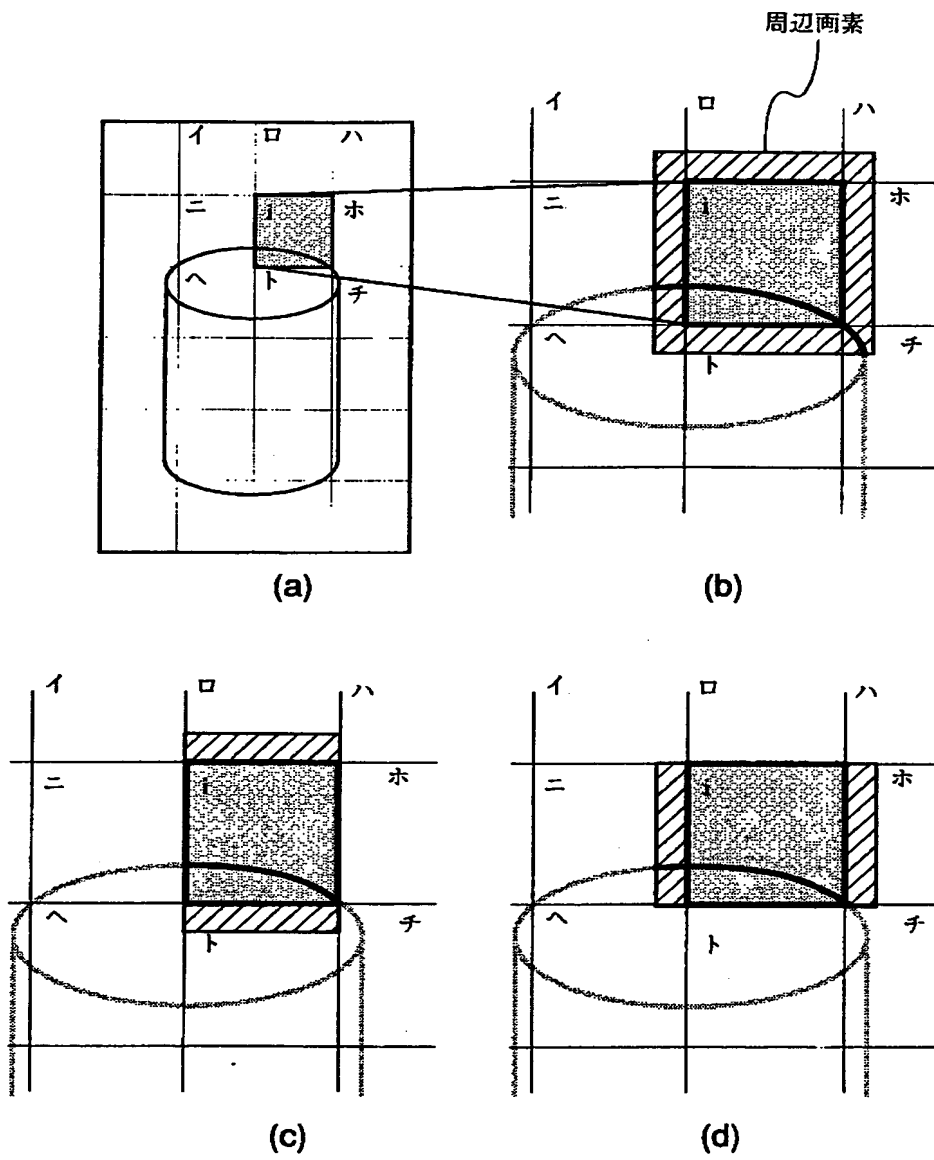 周辺画素
イ ロ ハ
ニ i ホ
ヘ ト チ
(a)
イ ロ ハ
ニ i ホ
ヘ ト チ
(b)
イ ロ ハ
ニ i ホ
ヘ ト チ
(c)
イ ロ ハ
ニ i ホ
ヘ ト チ
(d)